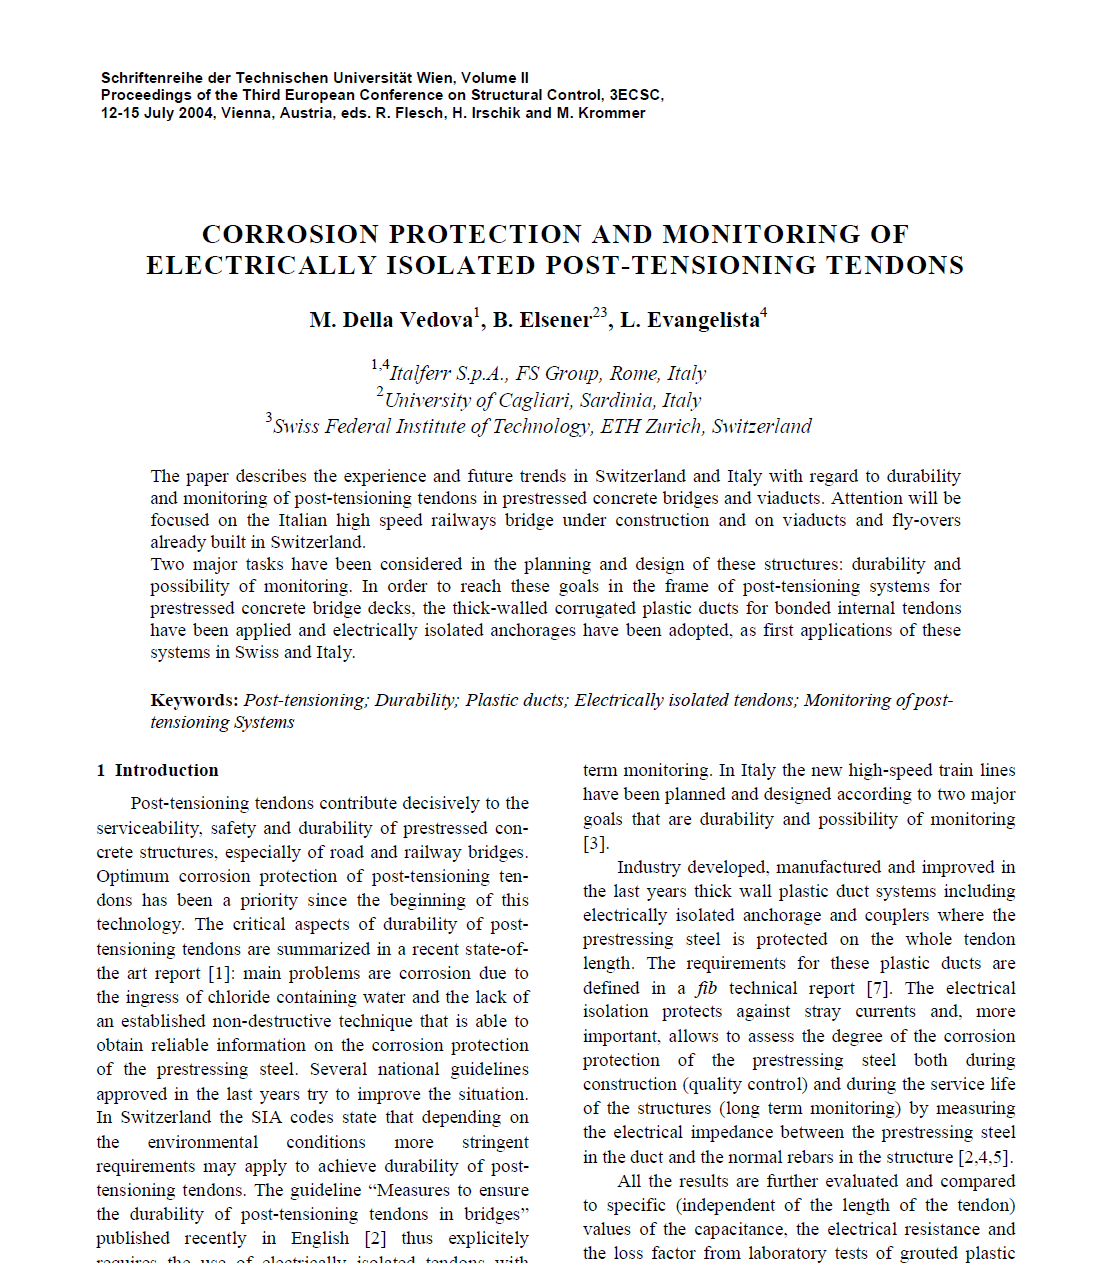 Schriftenreihe der Technischen Universität Wien, Volume II
Proceedings of the Third European Conference on Structural Control, 3ECSC,
12-15 July 2004, Vienna, Austria, eds. R. Flesch, H. Irschik and M. Krommer
CORROSION PROTECTION AND MONITORING OF
ELECTRICALLY ISOLATED POST-TENSIONING TENDONS
M. Della Vedova1, B. Elsener23, L. Evangelista4
1,4Italferr S.p.A., FS Group, Rome, Italy
2University of Cagliari, Sardinia, Italy
3Swiss Federal Institute of Technology, ETH Zurich, Switzerland
The paper describes the experience and future trends in Switzerland and Italy with regard to durability
and monitoring of post-tensioning tendons in prestressed concrete bridges and viaducts. Attention will be
focused on the Italian high speed railways bridge under construction and on viaducts and fly-overs
already built in Switzerland.
Two major tasks have been considered in the planning and design of these structures: durability and
possibility of monitoring. In order to reach these goals in the frame of post-tensioning systems for
prestressed concrete bridge decks, the thick-walled corrugated plastic ducts for bonded internal tendons
have been applied and electrically isolated anchorages have been adopted, as first applications of these
systems in Swiss and Italy.
Keywords: Post-tensioning; Durability; Plastic ducts; Electrically isolated tendons; Monitoring of post-
tensioning Systems
1 Introduction
Post-tensioning tendons contribute decisively to the
serviceability, safety and durability of prestressed con-
crete structures, especially of road and railway bridges.
Optimum corrosion protection of post-tensioning ten-
dons has been a priority since the beginning of this
technology. The critical aspects of durability of post-
tensioning tendons are summarized in a recent state-of-
the art report [1]: main problems are corrosion due to
the ingress of chloride containing water and the lack of
an established non-destructive technique that is able to
obtain reliable information on the corrosion protection
of the prestressing steel. Several national guidelines
approved in the last years try to improve the situation.
In Switzerland the SIA codes state that depending on
the environmental conditions more stringent
requirements may apply to achieve durability of post-
tensioning tendons. The guideline “Measures to ensure
the durability of post-tensioning tendons in bridges”
published recently in English [2] thus explicitely
requires the use of electrically isolated tendons with
term monitoring. In Italy the new high-speed train lines
have been planned and designed according to two major
goals that are durability and possibility of monitoring
[3].
Industry developed, manufactured and improved in
the last years thick wall plastic duct systems including
electrically isolated anchorage and couplers where the
prestressing steel is protected on the whole tendon
length. The requirements for these plastic ducts are
defined in a fib technical report [7]. The electrical
isolation protects against stray currents and, more
important, allows to assess the degree of the corrosion
protection of the prestressing steel both during
construction (quality control) and during the service life
of the structures (long term monitoring) by measuring
the electrical impedance between the prestressing steel
in the duct and the normal rebars in the structure [2,4,5].
All the results are further evaluated and compared
to specific (independent of the length of the tendon)
values of the capacitance, the electrical resistance and
the loss factor from laboratory tests of grouted plastic